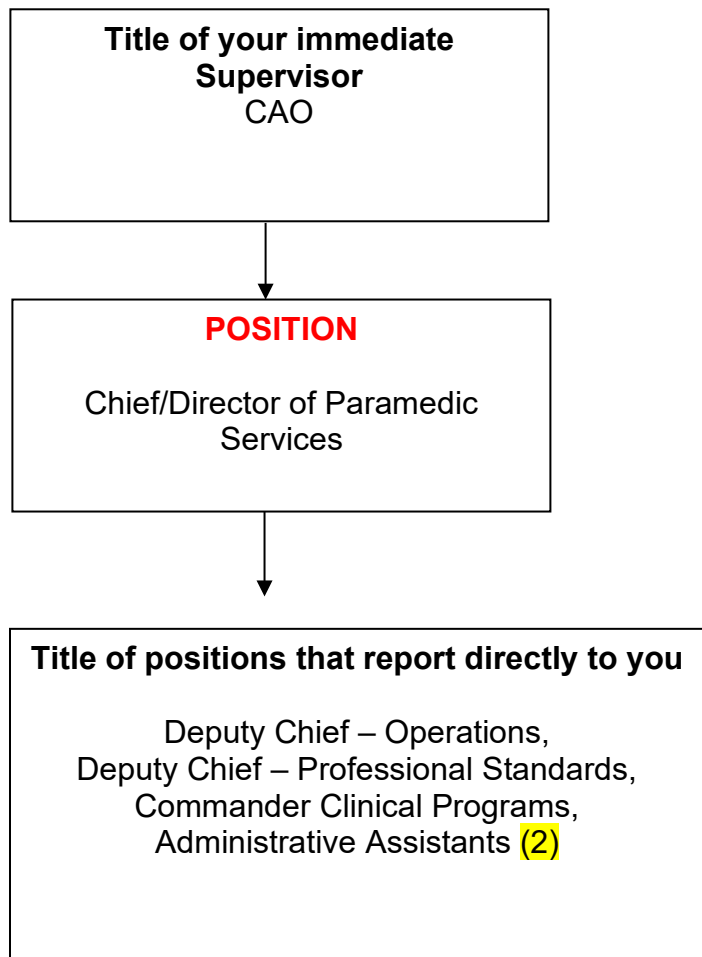 Title of your immediate
Supervisor
CAO
POSITION
Chief/Director of Paramedic
Services
Title of positions that report directly to you
Deputy Chief – Operations,
Deputy Chief – Professional Standards,
Commander Clinical Programs,
Administrative Assistants (2)